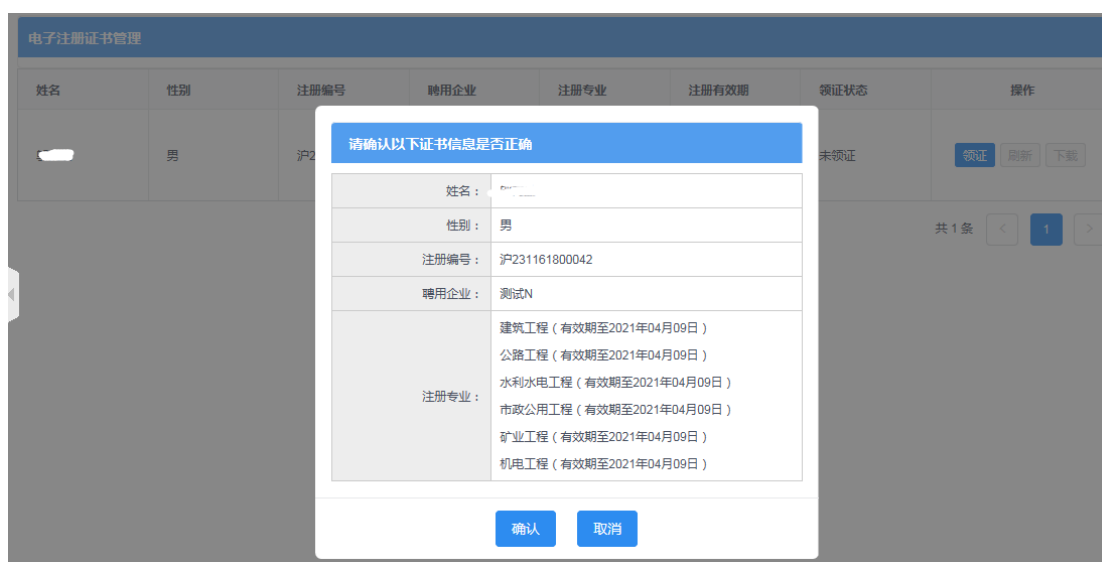 电子注册证书管理
姓名 性别 注册编号 聘用企业 注册专业 注册有效期 领证状态 操作
男 沪2 未领证 领证 刷新 下载
共 1 条 < 1 >
请确认以下证书信息是否正确
姓名：
性别： 男
注册编号： 沪231161800042
聘用企业： 测试N
注册专业：
建筑工程（有效期至2021年04月09日）
公路工程（有效期至2021年04月09日）
水利水电工程（有效期至2021年04月09日）
市政公用工程（有效期至2021年04月09日）
矿业工程（有效期至2021年04月09日）
机电工程（有效期至2021年04月09日）
确认 取消